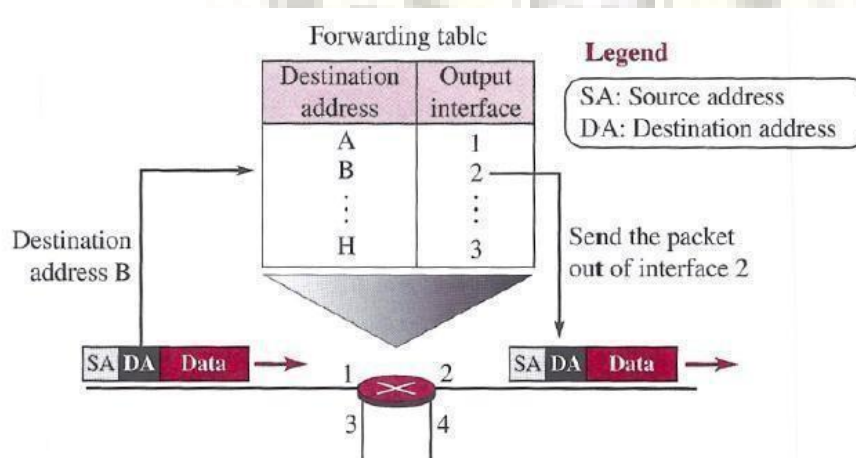 Forwarding table
Destination address
Output interface
A 1
B 2
⋮ ⋮
H 3
Legend
SA: Source address
DA: Destination address
Destination
address B
Send the packet
out of interface 2
SA DA Data
SA DA Data
1 2
3 4